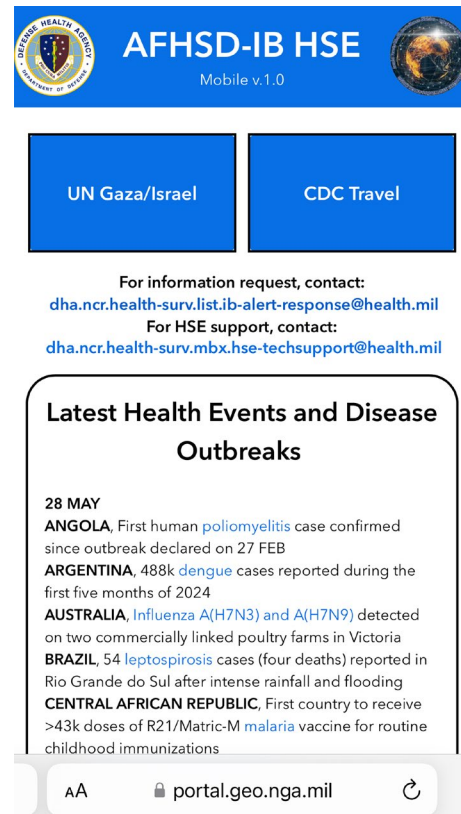 DEFENSE HEALTH AGENCY
DEPARTMENT OF DEFENSE
AFHSD-IB HSE
Mobile v.1.0
UN Gaza/Israel
CDC Travel
For information request, contact:
dha.ncr.health-surv.list.ib-alert-response@health.mil
For HSE support, contact:
dha.ncr.health-surv.mbx.hse-techsupport@health.mil
Latest Health Events and Disease
Outbreaks
28 MAY
ANGOLA, First human poliomyelitis case confirmed
since outbreak declared on 27 FEB
ARGENTINA, 488k dengue cases reported during the
first five months of 2024
AUSTRALIA, Influenza A(H7N3) and A(H7N9) detected
on two commercially linked poultry farms in Victoria
BRAZIL, 54 leptospirosis cases (four deaths) reported in
Rio Grande do Sul after intense rainfall and flooding
CENTRAL AFRICAN REPUBLIC, First country to receive
>43k doses of R21/Matric-M malaria vaccine for routine
childhood immunizations
AA
portal.geo.nga.mil